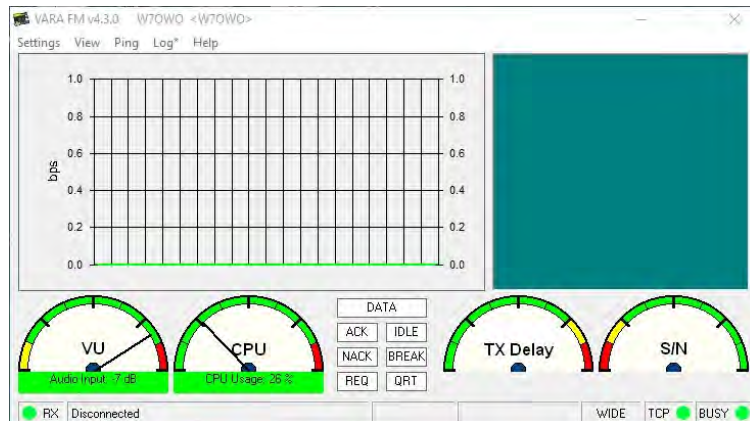 VARA FM v4.3.0 W7OWO <W7OWO>
Settings View Ping Log* Help
1.0 1.0
0.8 0.8
0.6 0.6
bps
0.4 0.4
0.2 0.2
0.0 0.0
DATA
ACK IDLE
NACK BREAK
REQ QRT
VU
Audio Input: -7 dB
CPU
CPU Usage: 26 %
TX Delay
S/N
RX Disconnected WIDE TCP BUSY